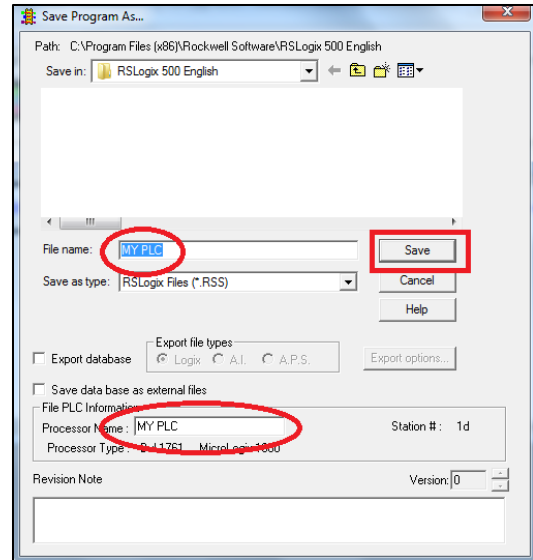 Save Program As...
Path: C:\Program Files (x86)\Rockwell Software\RSLogix 500 English
Save in: RSLogix 500 English
File name: MY PLC Save
Save as type: RSLogix Files (*.RSS) Cancel
Help
Export file types
Export database Logix A.I. A.P.S. Export options...
Save data base as external files
File PLC Information
Processor Name: MY PLC Station #: 1d
Processor Type: Bul.1761 MicroLogix 1000
Revision Note Version: 0